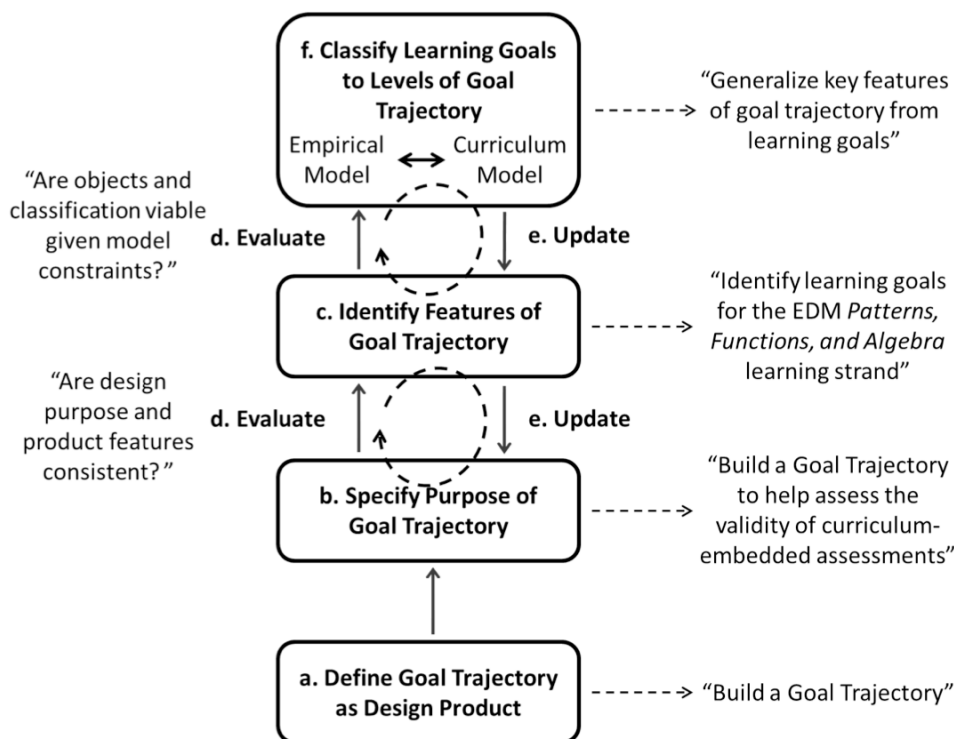 f. Classify Learning Goals
to Levels of Goal
Trajectory
Empirical
Model
Curriculum
Model
“Generalize key features
of goal trajectory from
learning goals”
“Are objects and
classification viable
given model
constraints?”
d. Evaluate
e. Update
c. Identify Features of
Goal Trajectory
“Identify learning goals
for the EDM Patterns,
Functions, and Algebra
learning strand”
“Are design
purpose and
product features
consistent?”
d. Evaluate
e. Update
b. Specify Purpose of
Goal Trajectory
“Build a Goal Trajectory
to help assess the
validity of curriculum-
embedded assessments”
a. Define Goal Trajectory
as Design Product
“Build a Goal Trajectory”